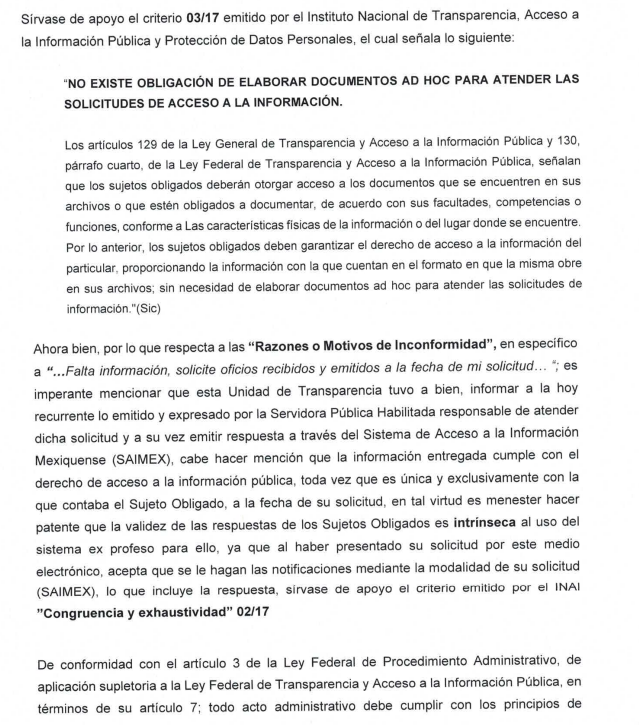 Sírvase de apoyo el criterio 03/17 emitido por el Instituto Nacional de Transparencia, Acceso a
la Información Pública y Protección de Datos Personales, el cual señala lo siguiente:
"NO EXISTE OBLIGACIÓN DE ELABORAR DOCUMENTOS AD HOC PARA ATENDER LAS
SOLICITUDES DE ACCESO A LA INFORMACIÓN.
Los artículos 129 de la Ley General de Transparencia y Acceso a la Información Pública y 130,
párrafo cuarto, de la Ley Federal de Transparencia y Acceso a la Información Pública, señalan
que los sujetos obligados deberán otorgar acceso a los documentos que se encuentren en sus
archivos o que estén obligados a documentar, de acuerdo con sus facultades, competencias o
funciones, conforme a Las características físicas de la información o del lugar donde se encuentre.
Por lo anterior, los sujetos obligados deben garantizar el derecho de acceso a la información del
particular, proporcionando la información con la que cuentan en el formato en que la misma obre
en sus archivos; sin necesidad de elaborar documentos ad hoc para atender las solicitudes de
información."(Sic)
Ahora bien, por lo que respecta a las "Razones o Motivos de Inconformidad", en específico
a "...Falta información, solicite oficios recibidos y emitidos a la fecha de mi solicitud... "; es
imperante mencionar que esta Unidad de Transparencia tuvo a bien, informar a la hoy
recurrente lo emitido y expresado por la Servidora Pública Habilitada responsable de atender
dicha solicitud y a su vez emitir respuesta a través del Sistema de Acceso a la Información
Mexiquense (SAIMEX), cabe hacer mención que la información entregada cumple con el
derecho de acceso a la información pública, toda vez que es única y exclusivamente con la
que contaba el Sujeto Obligado, a la fecha de su solicitud, en tal virtud es menester hacer
patente que la validez de las respuestas de los Sujetos Obligados es intrínseca al uso del
sistema ex profeso para ello, ya que al haber presentado su solicitud por este medio
electrónico, acepta que se le hagan las notificaciones mediante la modalidad de su solicitud
(SAIMEX), lo que incluye la respuesta, sírvase de apoyo el criterio emitido por el INAI
"Congruencia y exhaustividad" 02/17
De conformidad con el artículo 3 de la Ley Federal de Procedimiento Administrativo, de
aplicación supletoria a la Ley Federal de Transparencia y Acceso a la Información Pública, en
términos de su artículo 7; todo acto administrativo debe cumplir con los principios de